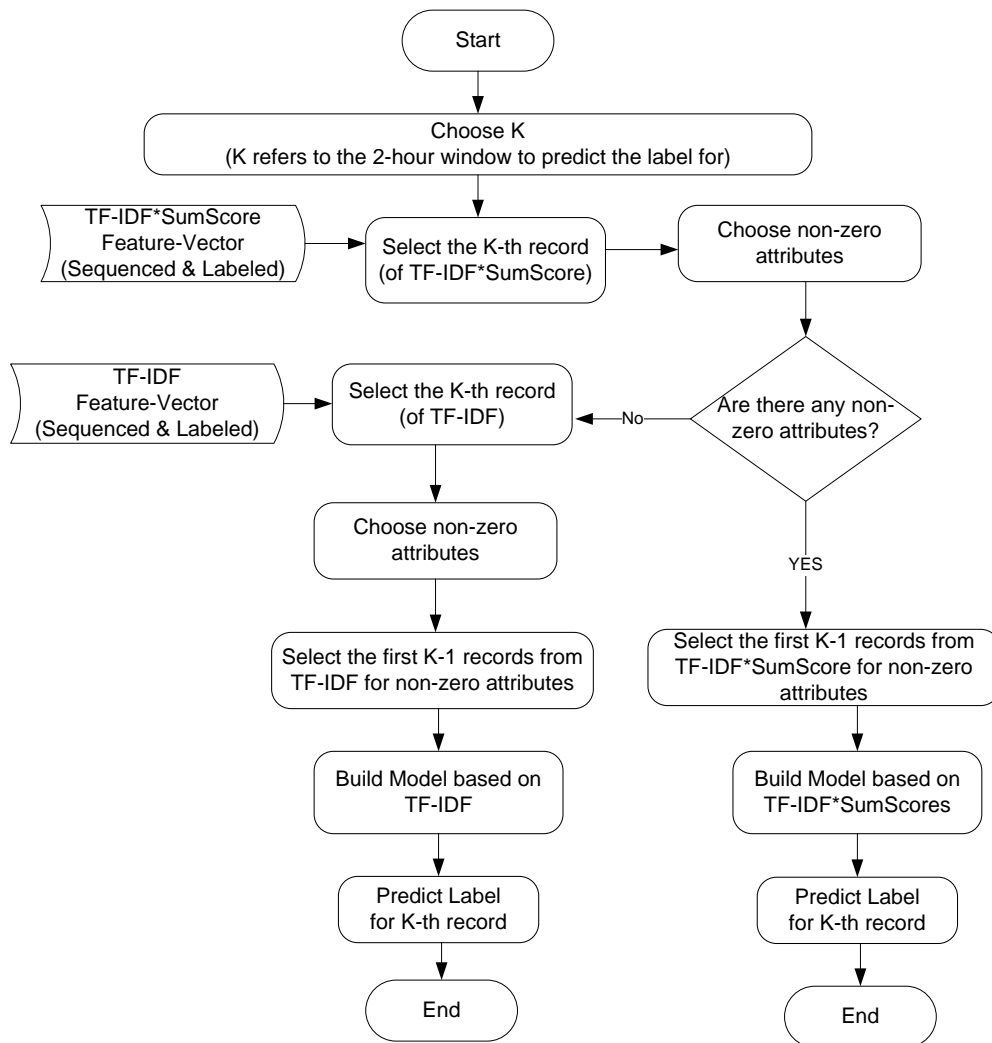 Start
Choose K
(K refers to the 2-hour window to predict the label for)
TF-IDF*SumScore
Feature-Vector
(Sequenced & Labeled)
Select the K-th record
(of TF-IDF*SumScore)
Choose non-zero
attributes
TF-IDF
Feature-Vector
(Sequenced & Labeled)
Select the K-th record
(of TF-IDF)
No
Are there any non-
zero attributes?
Choose non-zero
attributes
YES
Select the first K-1 records from
TF-IDF for non-zero attributes
Select the first K-1 records from
TF-IDF*SumScore for non-zero
attributes
Build Model based on
TF-IDF
Build Model based on
TF-IDF*SumScores
Predict Label
for K-th record
Predict Label
for K-th record
End
End